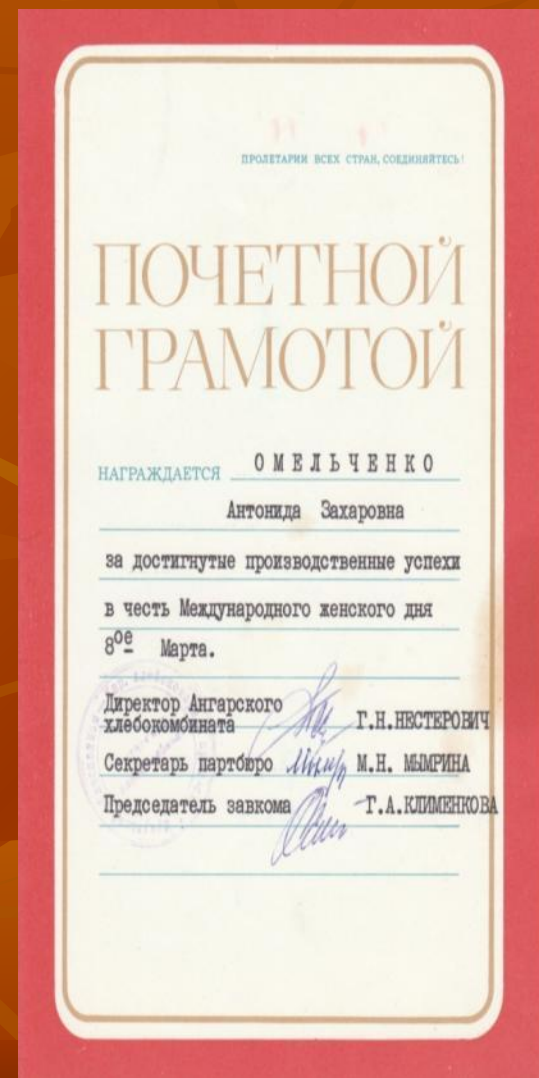 ПРОЛЕТАРИИ ВСЕХ СТРАН, СОЕДИНЯЙТЕСЬ!
ПОЧЕТНОЙ
ГРАМОТОЙ
НАГРАЖДАЕТСЯ ОМЕЛЬЧЕНКО
Антонида Захаровна
за достигнутые производственные успехи
в честь Международного женского дня
8ое Марта.
Директор Ангарского
хлебокомбината Г.Н.НЕСТЕРОВИЧ
Секретарь партбюро М.Н. МЫМРИНА
Председатель завкома Г.А.КЛИМЕНКОВА